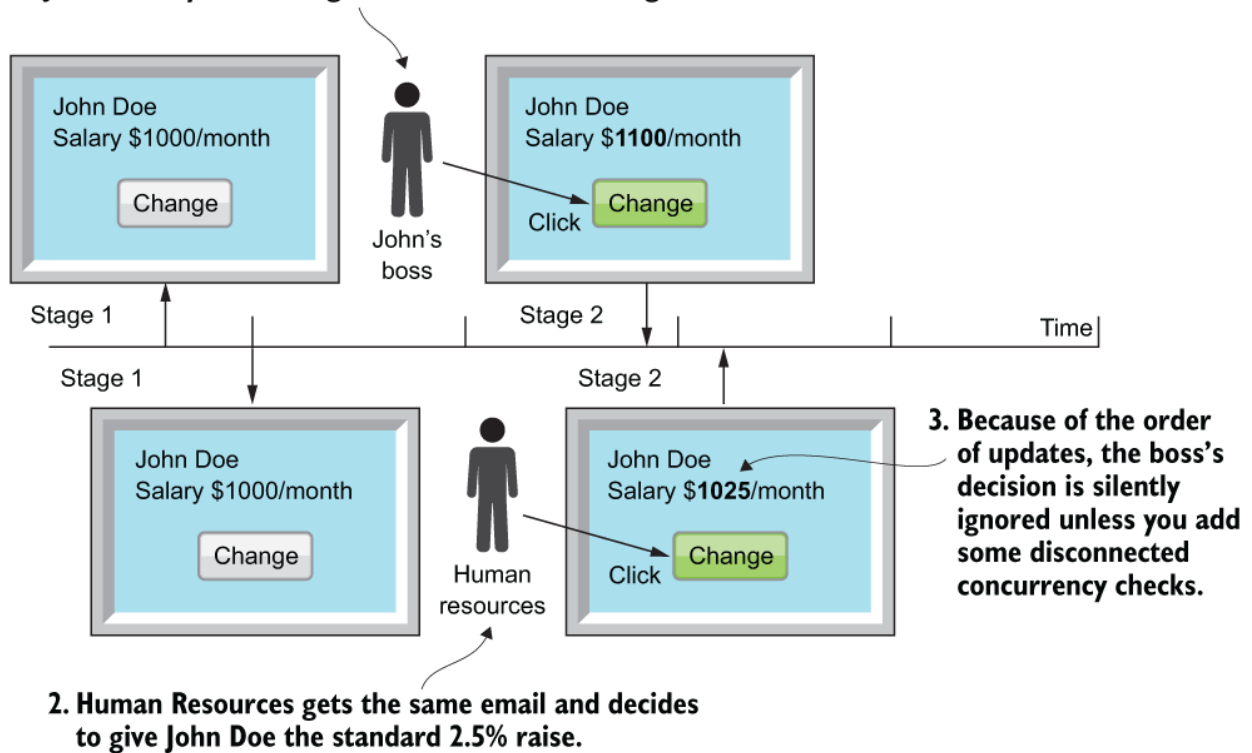 John Doe
Salary $1000/month
Change
John's
boss
John Doe
Salary $1100/month
Click
Change
Stage 1
Stage 2
Time
Stage 1
Stage 2
John Doe
Salary $1000/month
Change
Human
resources
John Doe
Salary $1025/month
Click
Change
3. Because of the order
of updates, the boss's
decision is silently
ignored unless you add
some disconnected
concurrency checks.
2. Human Resources gets the same email and decides
to give John Doe the standard 2.5% raise.